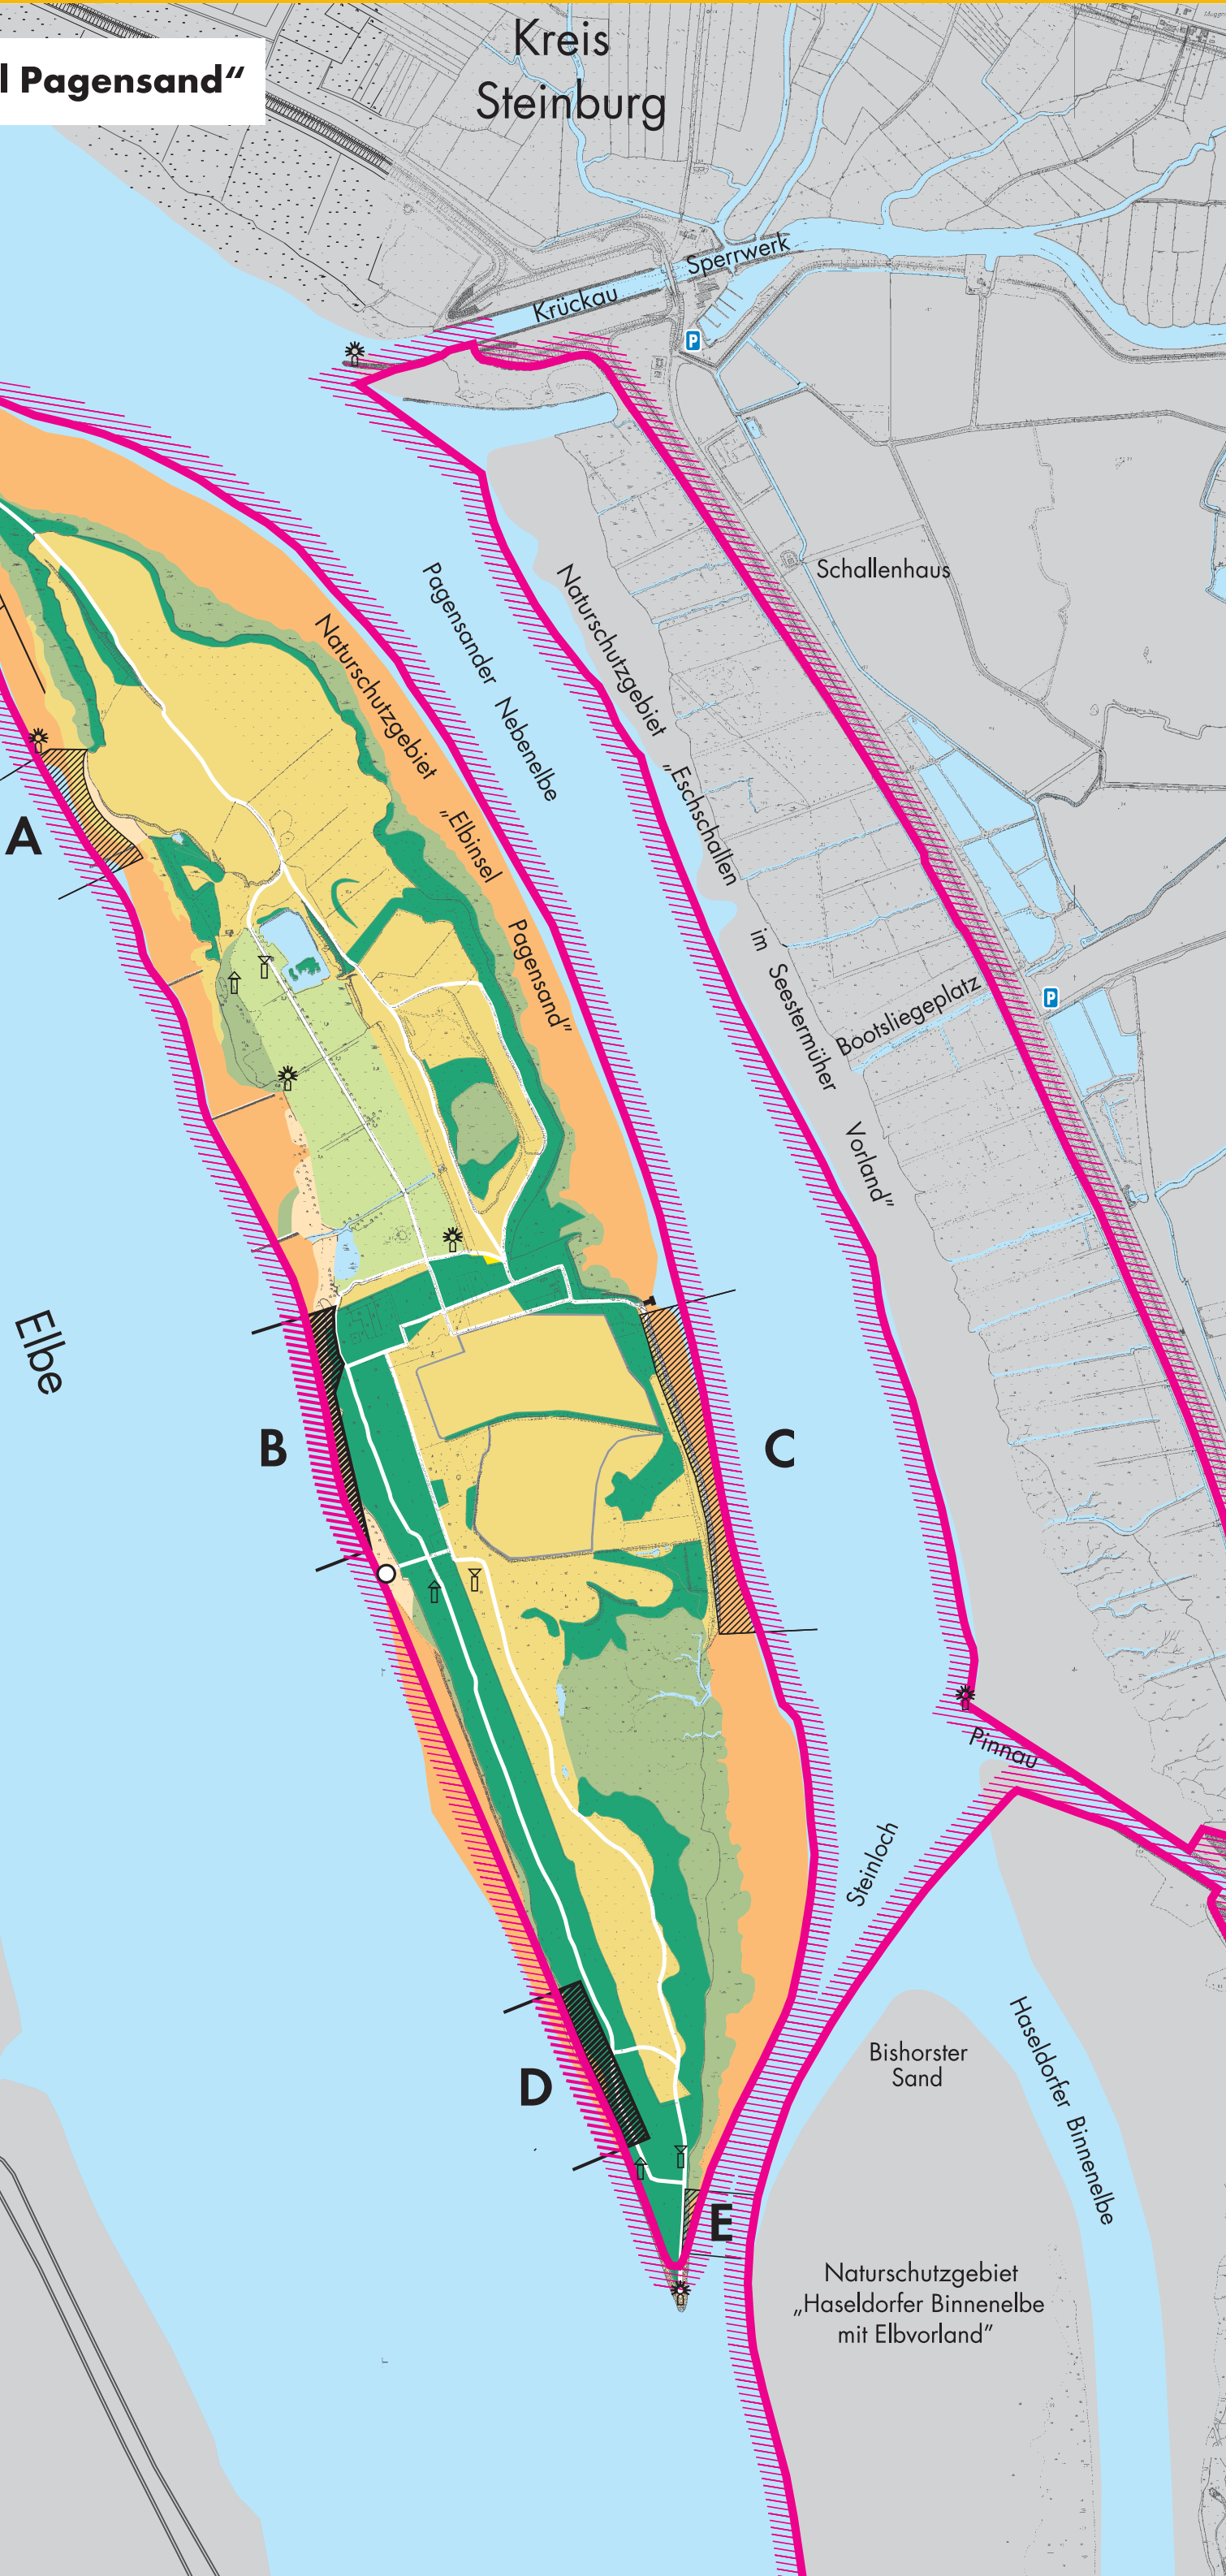 Kreis
Steinburg
l Pagensand“
Sperrwerk
Krückau
P
Schallenhaus
Pagensander Nebenelbe
Naturschutzgebiet „Elbinsel Pagensand”
Naturschutzgebiet „Eschschallen im Seestermüher Vorland”
A
Bootsliegeplatz
P
Elbe
B
C
Pinnau
Steinloch
Bishorster
Sand
Haseldorfer Binnenelbe
D
E
Naturschutzgebiet
„Haseldorfer Binnenelbe
mit Elbvorland”